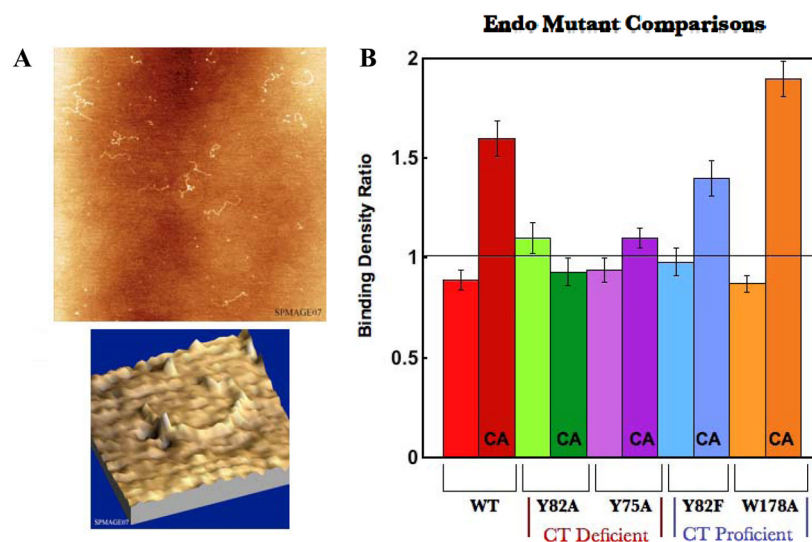 A
SPMAGE07
SPMAGE07
B
Endo Mutant Comparisons
Binding Density Ratio
2
1.5
1
0.5
0
CA
CA
CA
CA
CA
WT
Y82A
Y75A
Y82F
W178A
CT Deficient
CT Proficient